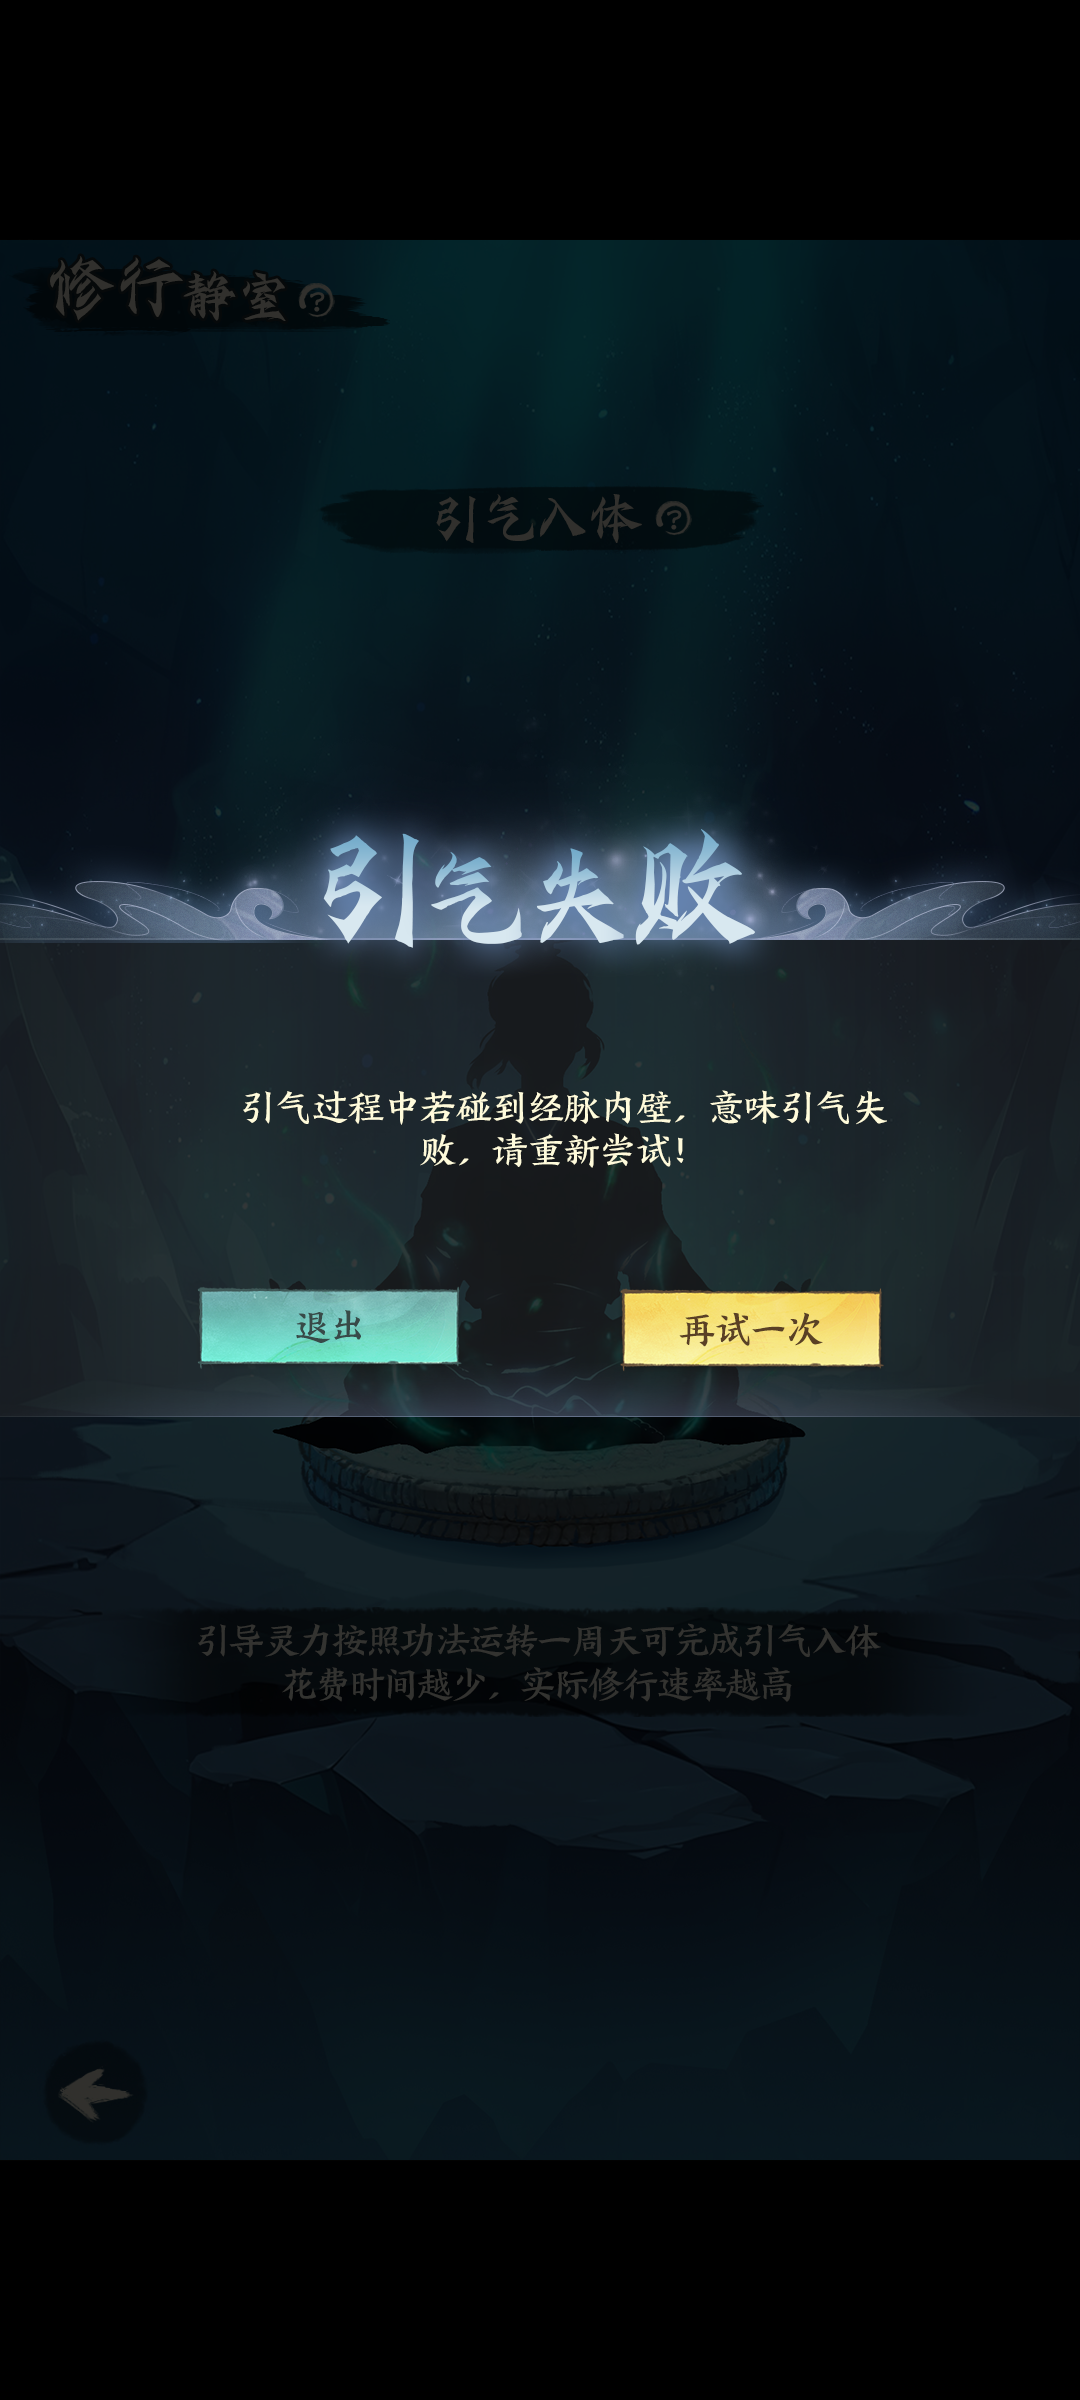 修行静室?
引气入体?
引气失败
引气过程中若碰到经脉内壁，意味引气失
败，请重新尝试！
退出
再试一次
引导灵力按照功法运转一周天可完成引气入体
花费时间越少，实际修行速率越高